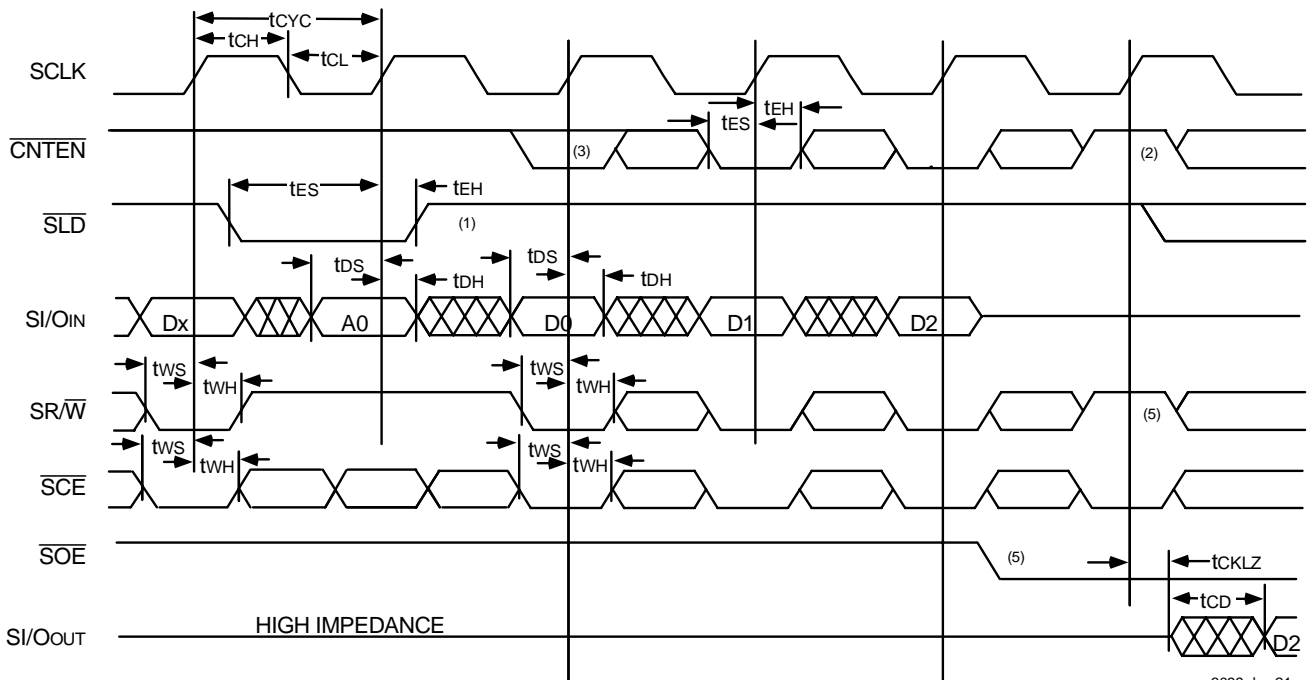 tCYC
tCH
tCL
SCLK
tES
tEH
CNTEN
(3)
(2)
tES
tEH
SLD
(1)
tDS
tDH
tDS
tDH
SI/OIN
Dx
A0
D0
D1
D2
tWS
tWH
tWS
tWH
SR/W
(5)
tWS
tWH
tWS
tWH
SCE
SOE
(5)
tCKLZ
tCD
SI/OOUT
HIGH IMPEDANCE
D2